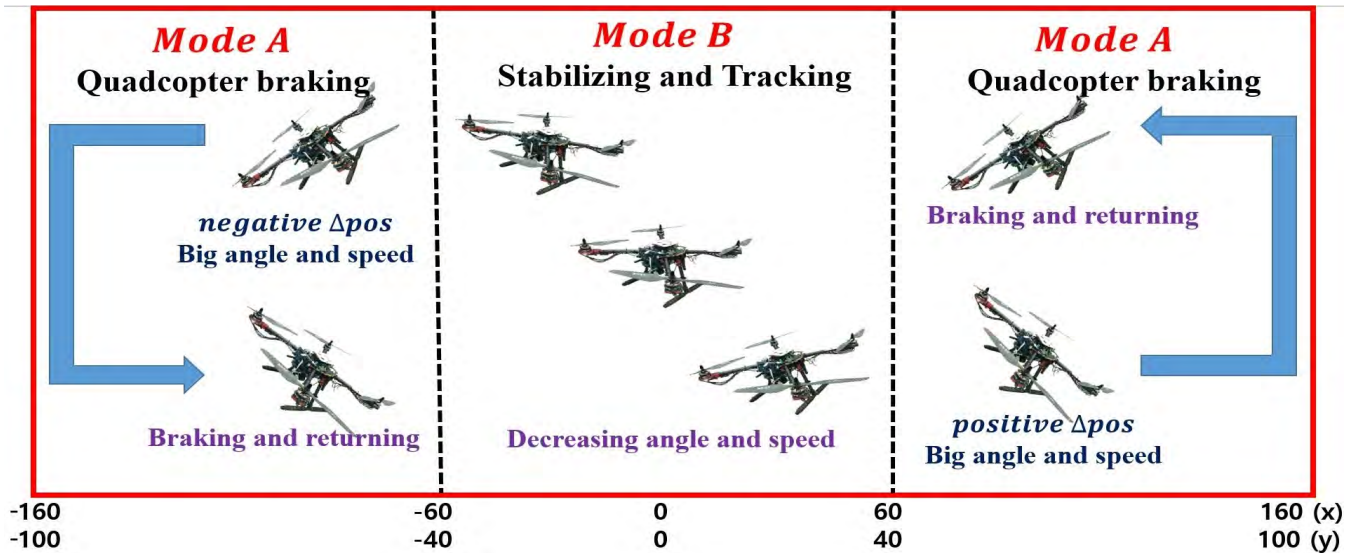 Mode A
Quadcopter braking
negative Δpos
Big angle and speed
Braking and returning
Mode B
Stabilizing and Tracking
Decreasing angle and speed
Mode A
Quadcopter braking
Braking and returning
positive Δpos
Big angle and speed
-160 -60 0 60 160 (x)
-100 -40 0 40 100 (y)